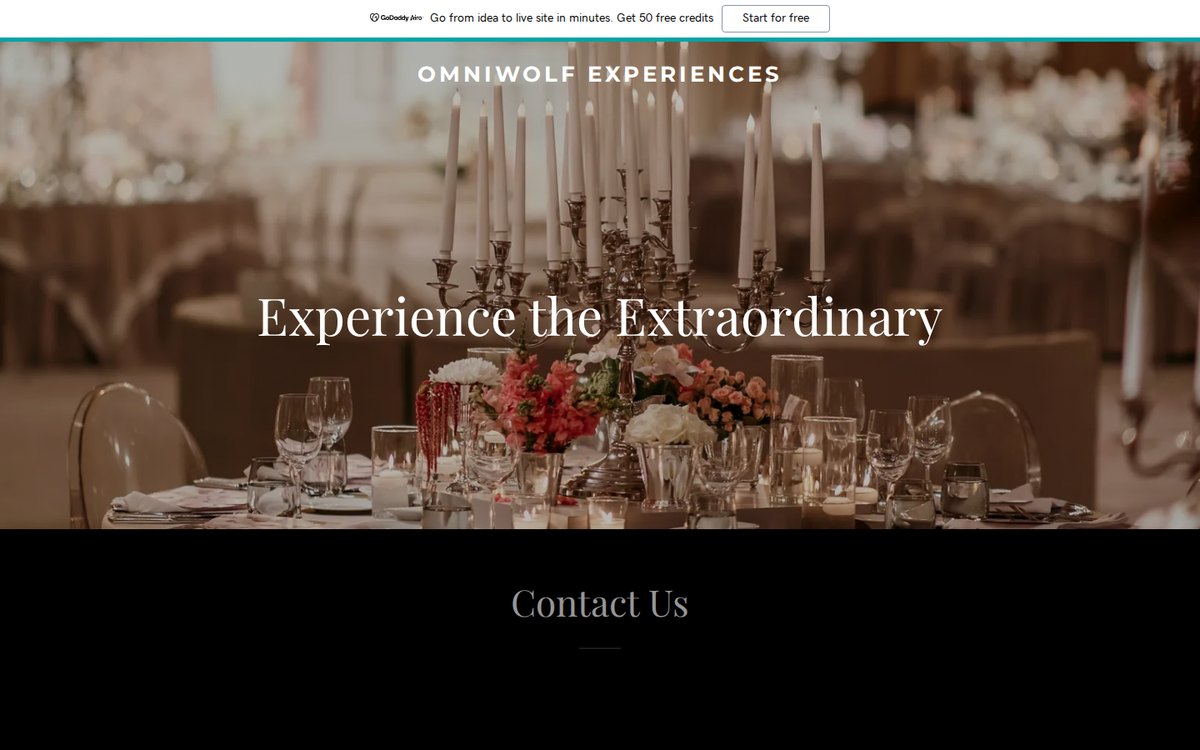 GoDaddy Airo Go from idea to live site in minutes. Get 50 free credits Start for free
OMNIWOLF EXPERIENCES
Experience the Extraordinary
Contact Us